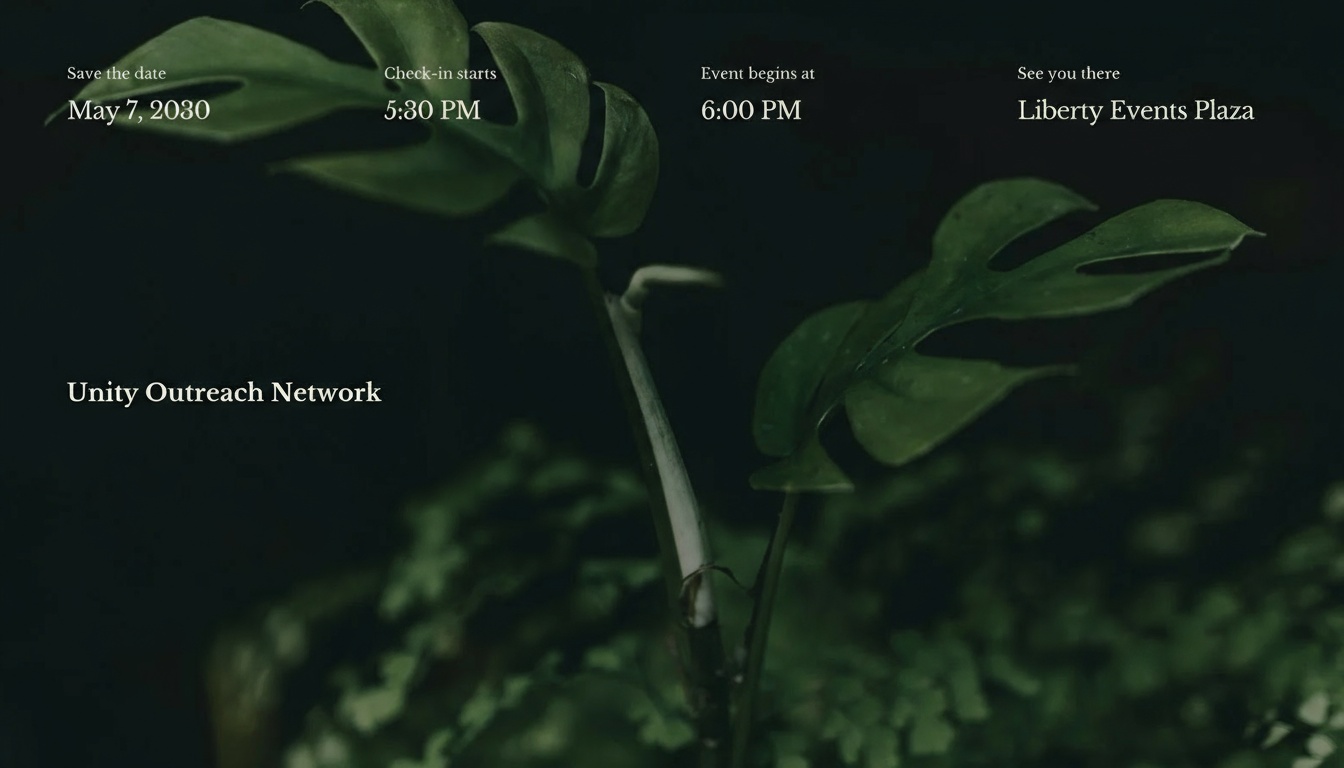 Save the date
May 7, 2030
Check-in starts
5:30 PM
Event begins at
6:00 PM
See you there
Liberty Events Plaza
Unity Outreach Network